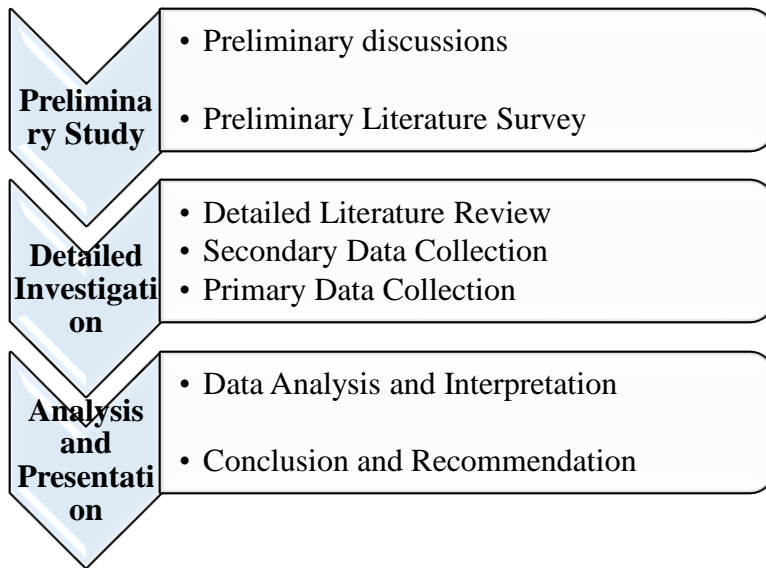 Prelimina
ry Study
• Preliminary discussions
• Preliminary Literature Survey
Detailed
Investigati
on
• Detailed Literature Review
• Secondary Data Collection
• Primary Data Collection
Analysis
and
Presentati
on
• Data Analysis and Interpretation
• Conclusion and Recommendation